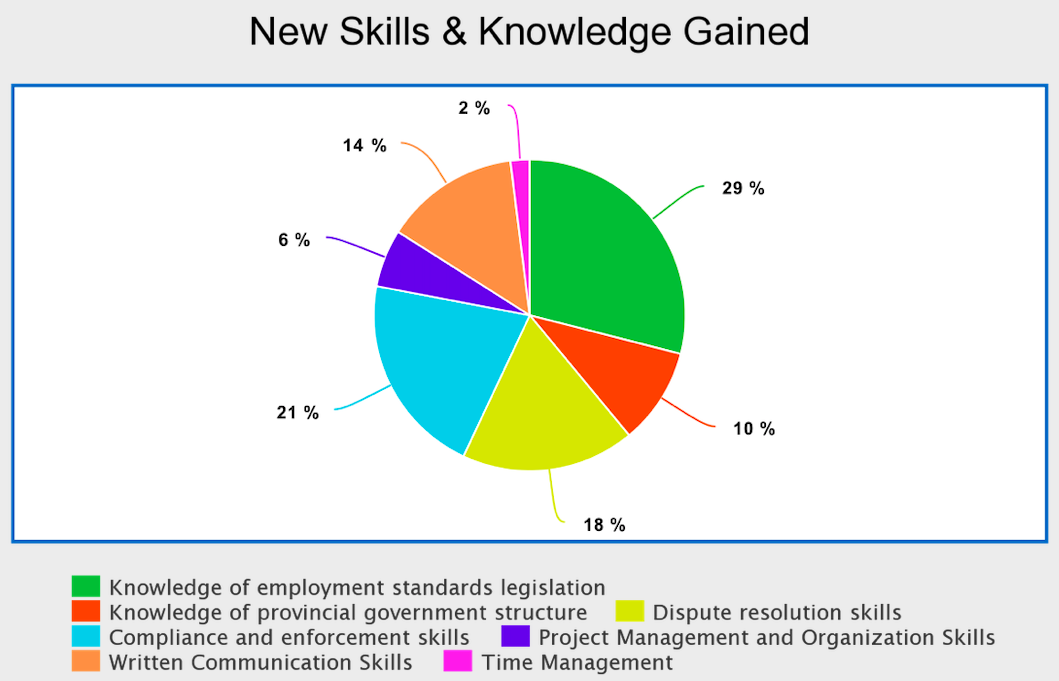 New Skills & Knowledge Gained
2 %
14 %
29 %
6 %
21 %
10 %
18 %
Knowledge of employment standards legislation
Knowledge of provincial government structure Dispute resolution skills
Compliance and enforcement skills Project Management and Organization Skills
Written Communication Skills Time Management